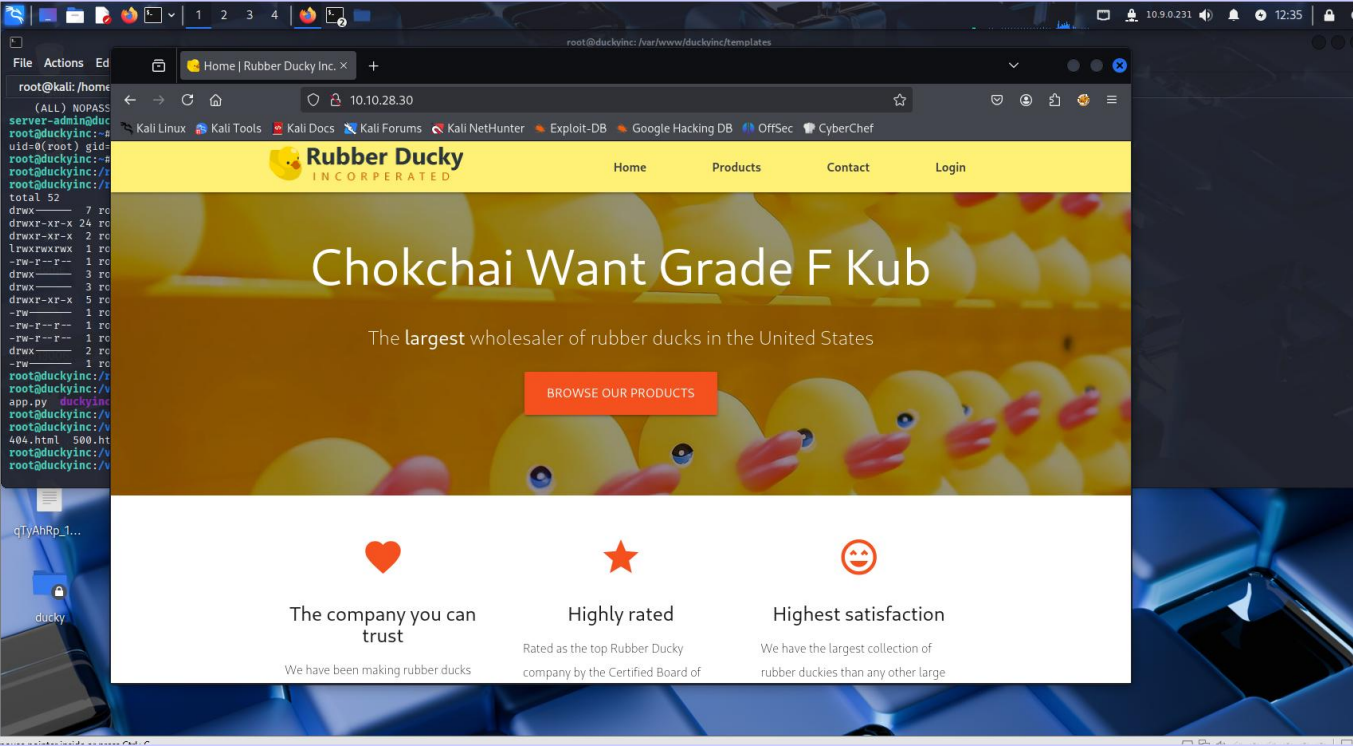 1 2 3 4
2
10.9.0.231
12:35
root@duckyinc: /var/www/duckyinc/templates
File Actions Ed
root@kali: /home
(ALL) NOPASS
server-admin@duc
root@duckyinc:~#
uid=0(root) gid=
root@duckyinc:~#
root@duckyinc:/r
root@duckyinc:/r
total 52
drwx------ 7 ro
drwxr-xr-x 24 ro
drwxr-xr-x 2 ro
lrwxrwxrwx 1 ro
-rw-r--r-- 1 ro
drwx------ 3 ro
drwx------ 3 ro
drwxr-xr-x 5 ro
-rw------- 1 ro
-rw-r--r-- 1 ro
-rw-r--r-- 1 ro
drwx------ 2 ro
-rw------- 1 ro
root@duckyinc:/r
root@duckyinc:/v
app.py duckyinc
root@duckyinc:/v
root@duckyinc:/v
404.html 500.ht
root@duckyinc:/v
root@duckyinc:/v
qTyAhRp_1...
ducky
Home | Rubber Ducky Inc.
10.10.28.30
Kali Linux Kali Tools Kali Docs Kali Forums Kali NetHunter Exploit-DB Google Hacking DB OffSec CyberChef
Rubber Ducky
INCORPERATED
Home Products Contact Login
Chokchai Want Grade F Kub
The largest wholesaler of rubber ducks in the United States
BROWSE OUR PRODUCTS
The company you can
trust
We have been making rubber ducks
Highly rated
Rated as the top Rubber Ducky
company by the Certified Board of
Highest satisfaction
We have the largest collection of
rubber duckies than any other large